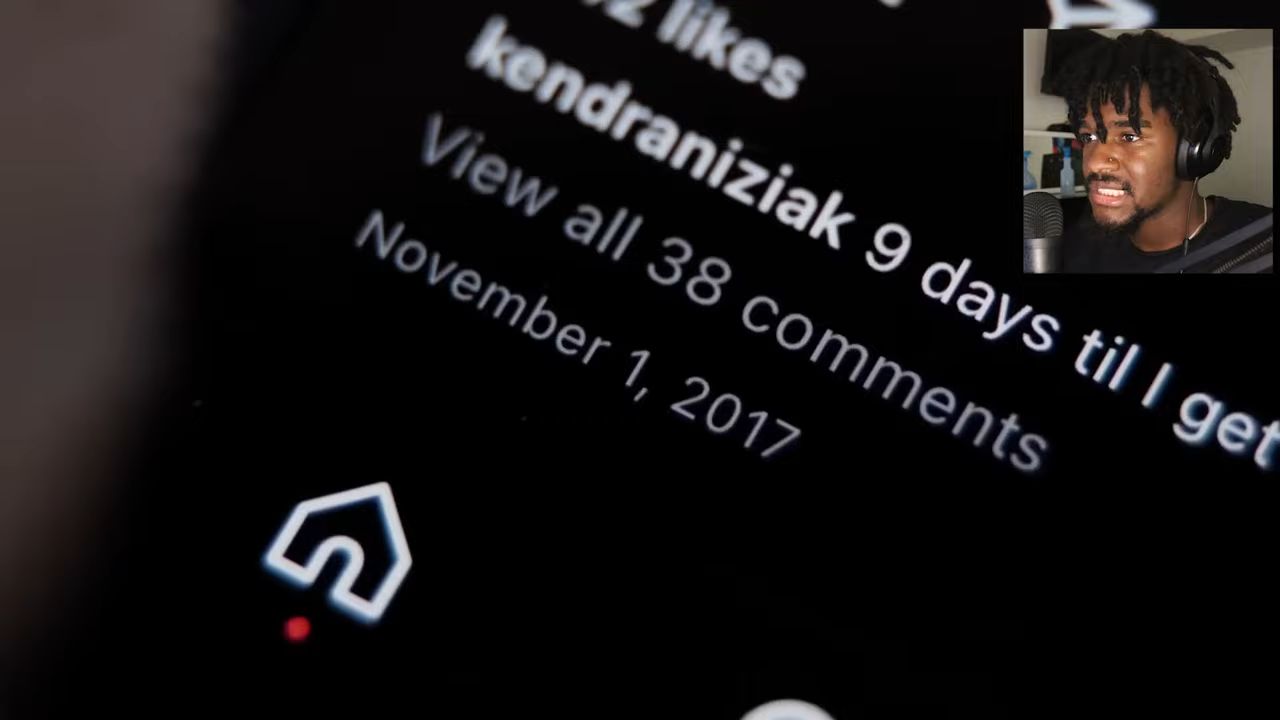 likes
kendraniziak 9 days til I get
View all 38 comments
November 1, 2017